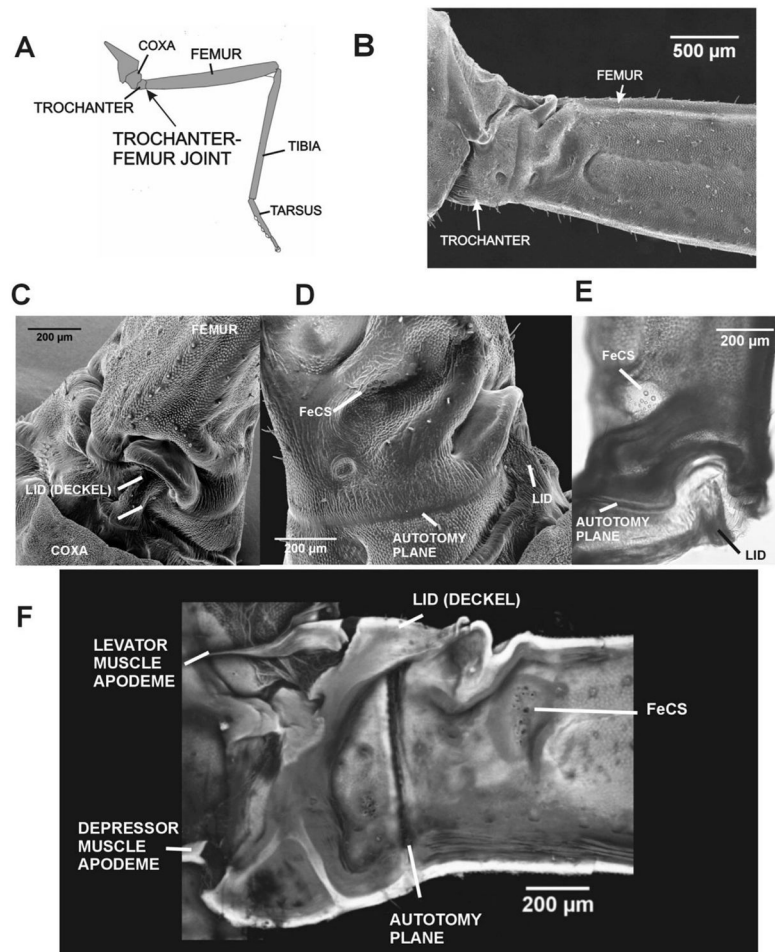 A
COXA
FEMUR
TROCHANTER
TROCHANTER-
FEMUR JOINT
TIBIA
TARSUS
B
500 µm
FEMUR
TROCHANTER
C
200 µm
FEMUR
LID (DECKEL)
COXA
D
FeCS
LID
200 µm
AUTOTOMY
PLANE
E
200 µm
FeCS
AUTOTOMY
PLANE
LID
F
LID (DECKEL)
LEVATOR
MUSCLE
APODEME
FeCS
DEPRESSOR
MUSCLE
APODEME
AUTOTOMY
PLANE
200 µm